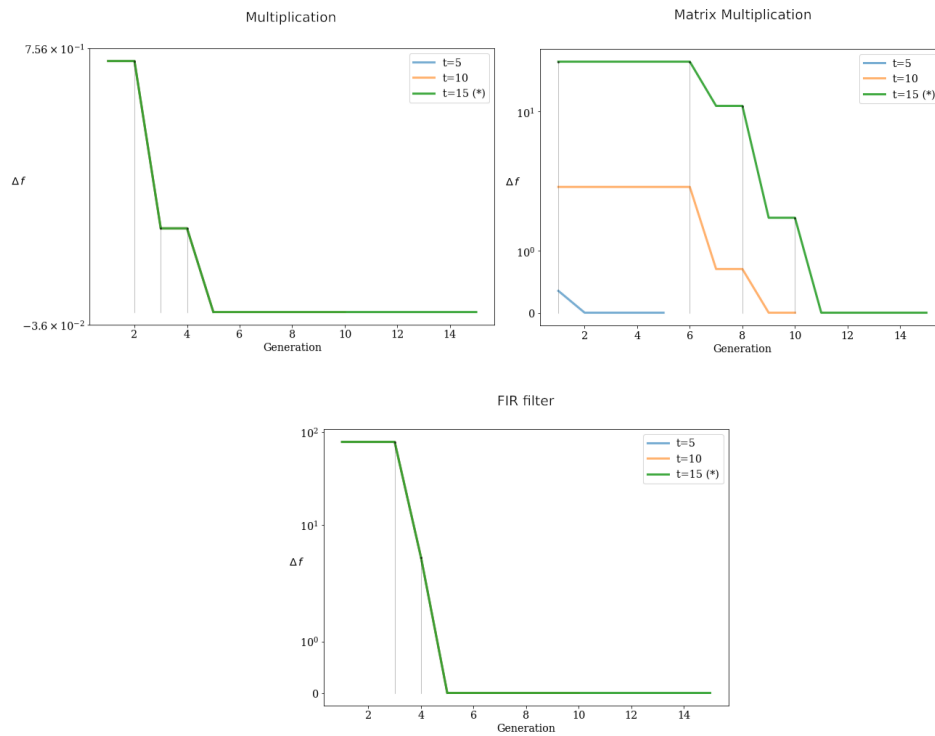 Multiplication
7.56 × 10⁻¹
Δf
−3.6 × 10⁻²
2 4 6 8 10 12 14
Generation
t=5
t=10
t=15 (*)
Matrix Multiplication
10¹
Δf
10⁰
0
2 4 6 8 10 12 14
Generation
t=5
t=10
t=15 (*)
FIR filter
10²
10¹
Δf
10⁰
0
2 4 6 8 10 12 14
Generation
t=5
t=10
t=15 (*)